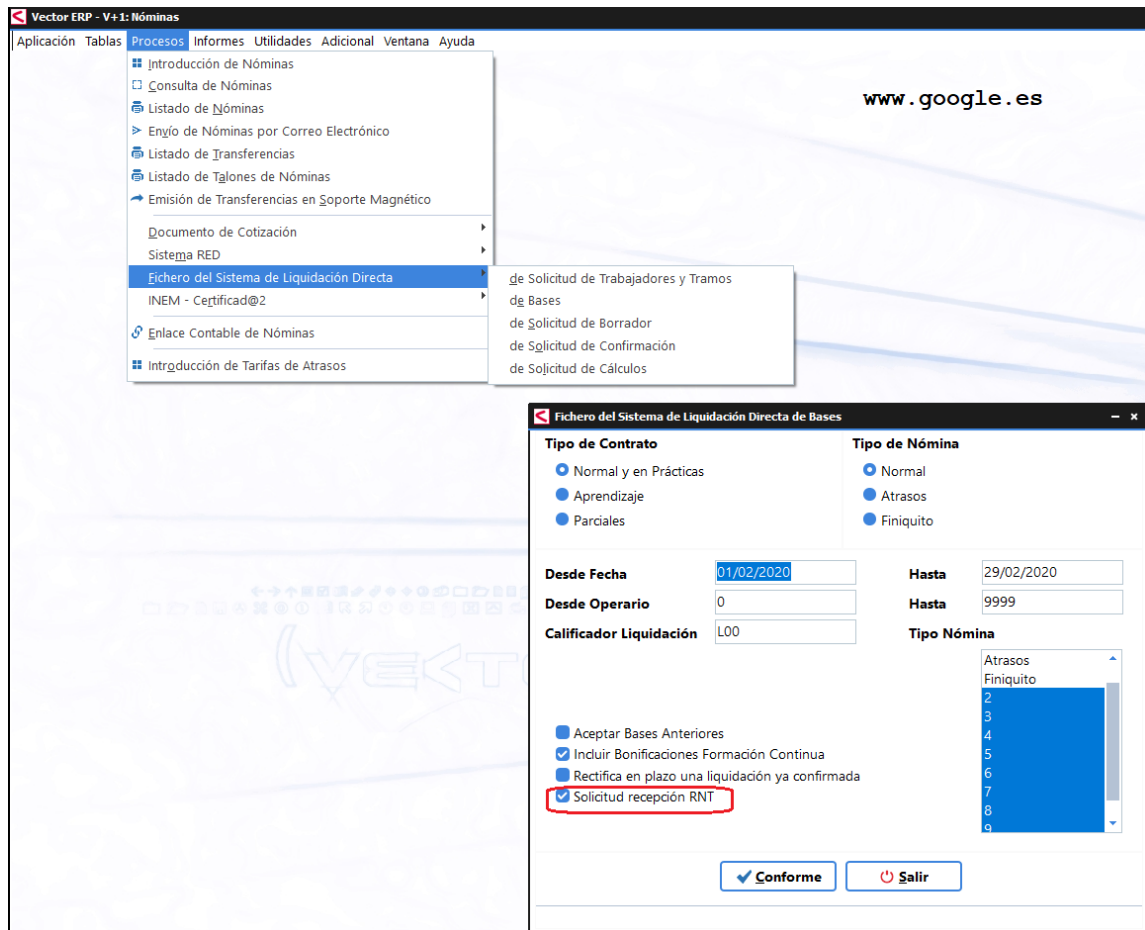 Vector ERP - V+1: Nóminas
Aplicación Tablas Procesos Informes Utilidades Adicional Ventana Ayuda
Introducción de Nóminas
Consulta de Nóminas
Listado de Nóminas
Envío de Nóminas por Correo Electrónico
Listado de Transferencias
Listado de Talones de Nóminas
Emisión de Transferencias en Soporte Magnético
Documento de Cotización
Sistema RED
Fichero del Sistema de Liquidación Directa
INEM - Certificad@2
Enlace Contable de Nóminas
Introducción de Tarifas de Atrasos
www.google.es
de Solicitud de Trabajadores y Tramos
de Bases
de Solicitud de Borrador
de Solicitud de Confirmación
de Solicitud de Cálculos
VECT
Fichero del Sistema de Liquidación Directa de Bases
Tipo de Contrato Tipo de Nómina
Normal y en Prácticas Normal
Aprendizaje Atrasos
Parciales Finiquito
Desde Fecha 01/02/2020 Hasta 29/02/2020
Desde Operario 0 Hasta 9999
Calificador Liquidación L00 Tipo Nómina
Atrasos
Finiquito
2
3
4
5
6
7
8
9
Aceptar Bases Anteriores
Incluir Bonificaciones Formación Continua
Rectifica en plazo una liquidación ya confirmada
Solicitud recepción RNT
Conforme Salir